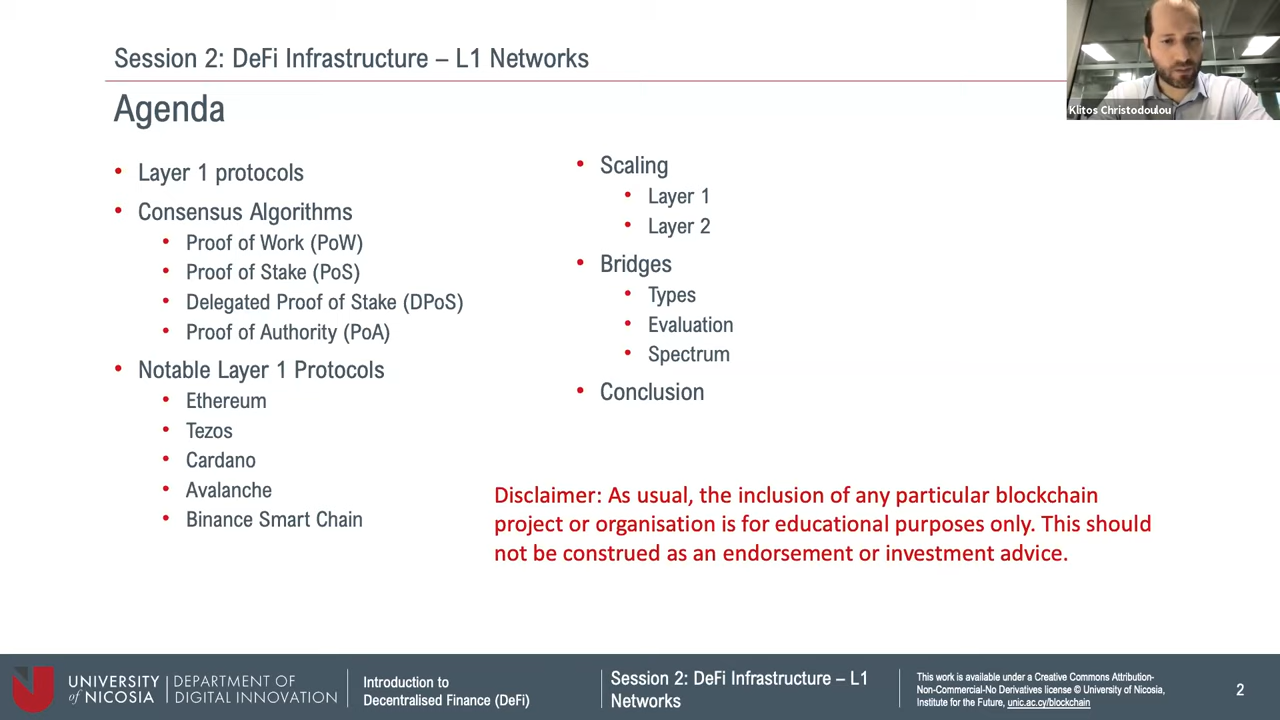 Session 2: DeFi Infrastructure – L1 Networks
Klitos Christodoulou
Agenda
• Layer 1 protocols
• Consensus Algorithms
• Proof of Work (PoW)
• Proof of Stake (PoS)
• Delegated Proof of Stake (DPoS)
• Proof of Authority (PoA)
• Notable Layer 1 Protocols
• Ethereum
• Tezos
• Cardano
• Avalanche
• Binance Smart Chain
• Scaling
• Layer 1
• Layer 2
• Bridges
• Types
• Evaluation
• Spectrum
• Conclusion
Disclaimer: As usual, the inclusion of any particular blockchain
project or organisation is for educational purposes only. This should
not be construed as an endorsement or investment advice.
UNIVERSITY
of NICOSIA
DEPARTMENT OF
DIGITAL INNOVATION
Introduction to
Decentralised Finance (DeFi)
Session 2: DeFi Infrastructure – L1
Networks
This work is available under a Creative Commons Attribution-
Non-Commercial-No Derivatives license © University of Nicosia,
Institute for the Future, unic.ac.cy/blockchain
2